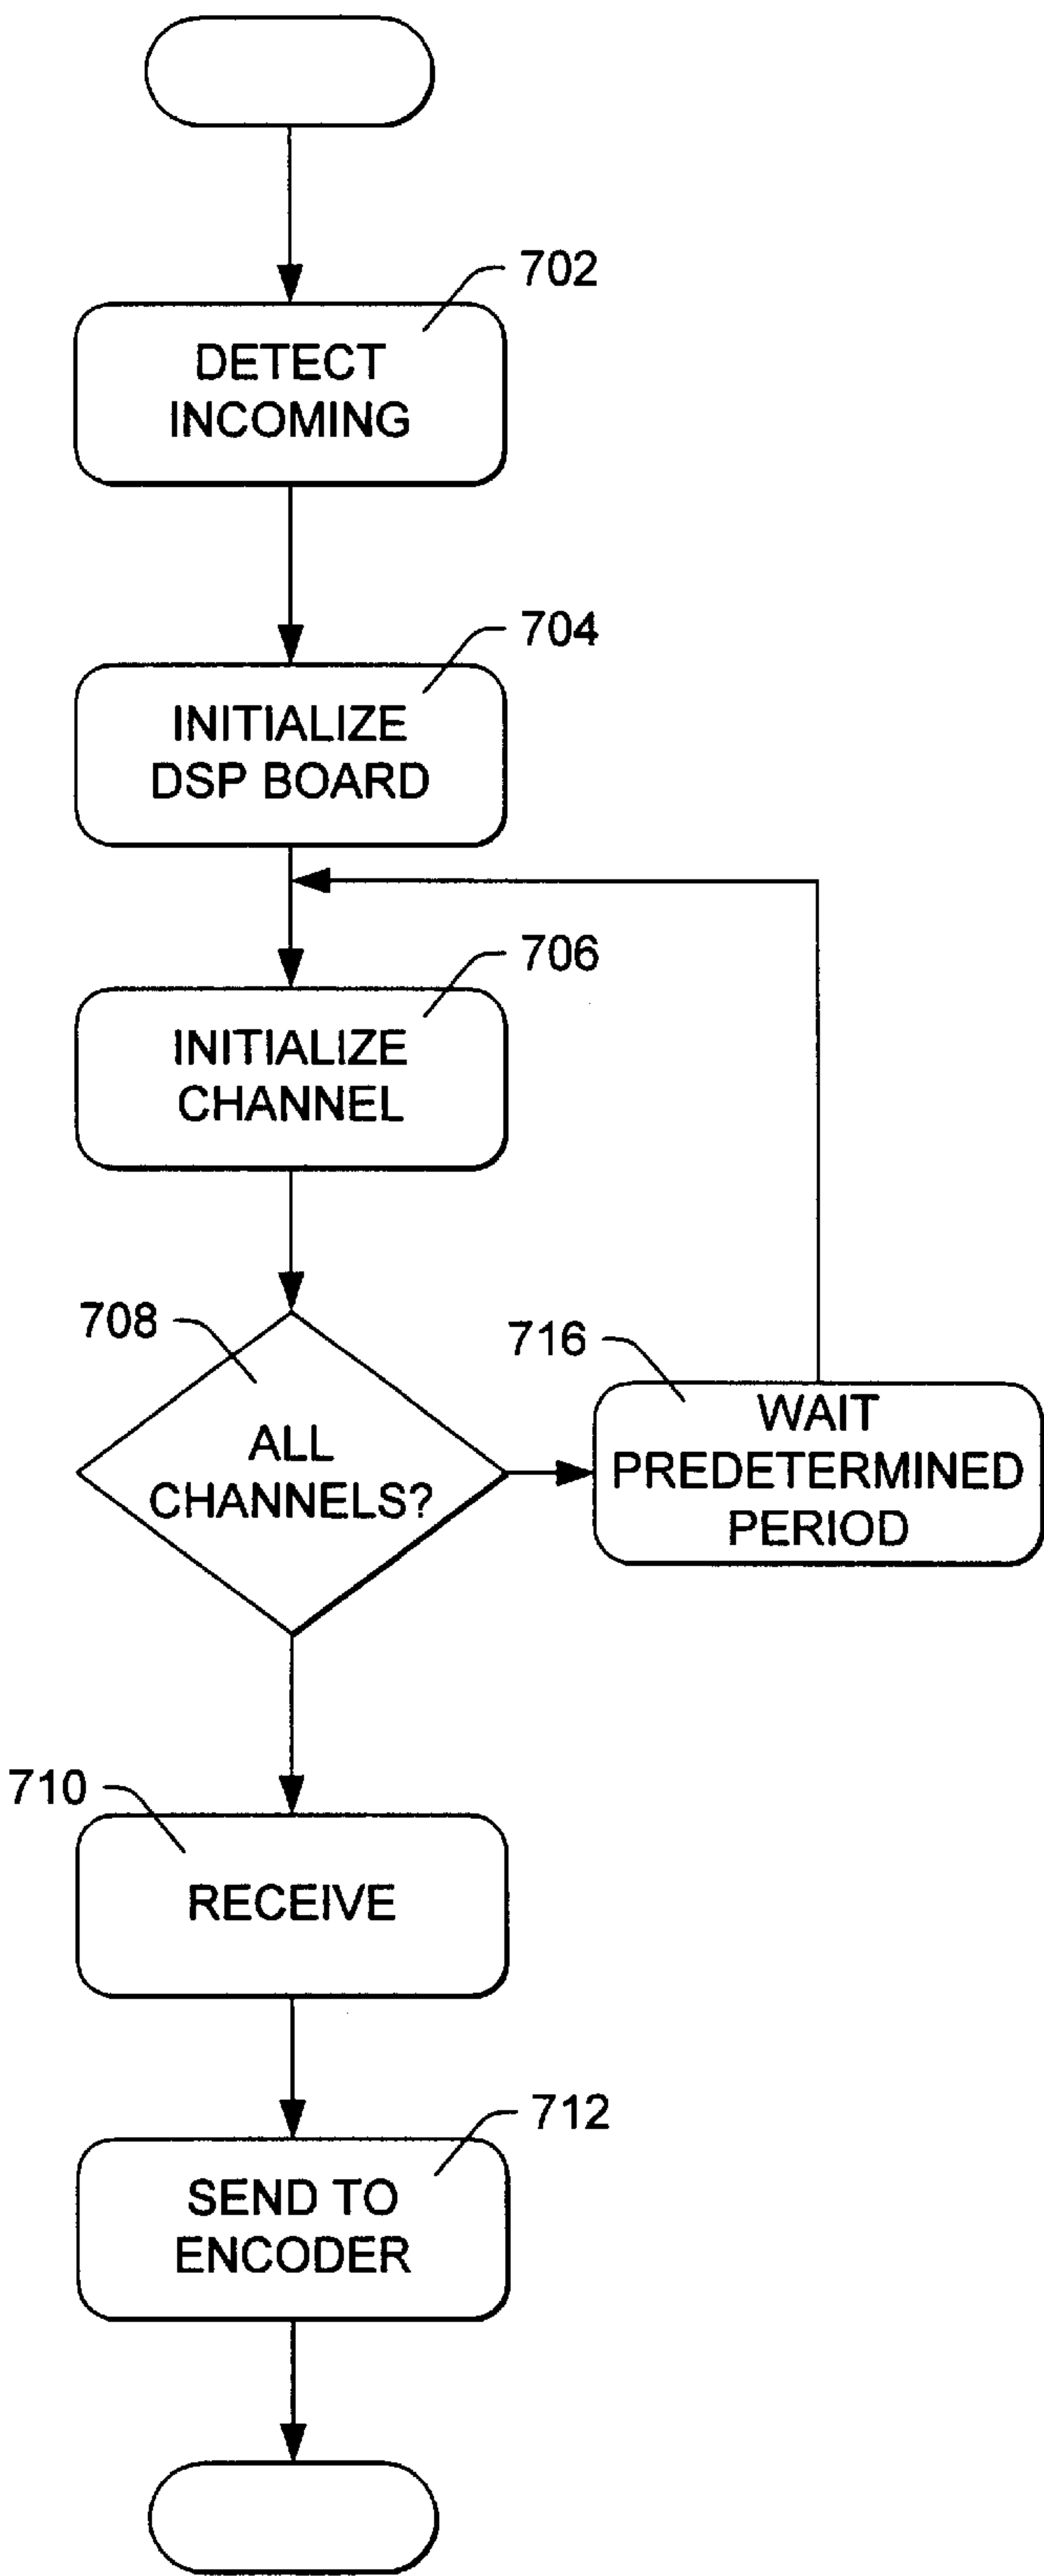 702
DETECT
INCOMING
704
INITIALIZE
DSP BOARD
706
INITIALIZE
CHANNEL
708
ALL
CHANNELS?
716
WAIT
PREDETERMINED
PERIOD
710
RECEIVE
712
SEND TO
ENCODER